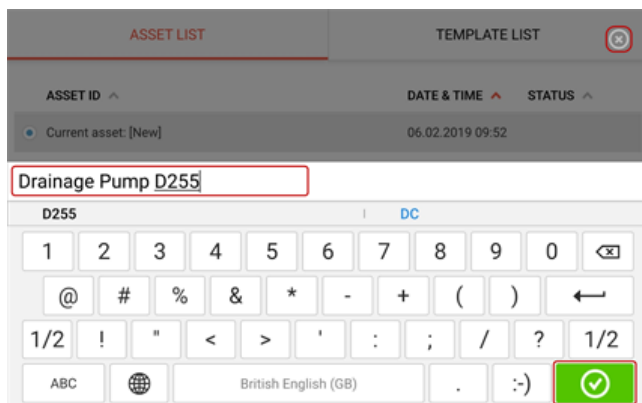 ASSET LIST TEMPLATE LIST
ASSET ID DATE & TIME STATUS
Current asset: [New] 06.02.2019 09:52
Drainage Pump D255
D255 DC
1 2 3 4 5 6 7 8 9 0
@ # % & * - + ( )
1/2 ! " < > ' : ; / ? 1/2
ABC British English (GB) . :-)